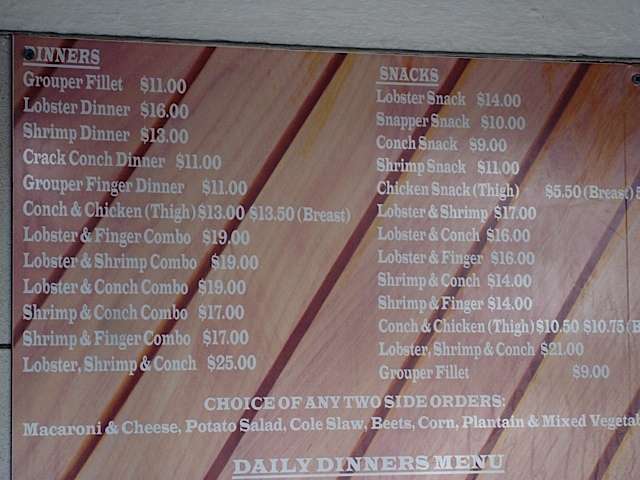 DINNERS
Grouper Fillet $11.00
Lobster Dinner $16.00
Shrimp Dinner $13.00
Crack Conch Dinner $11.00
Grouper Finger Dinner $11.00
Conch & Chicken (Thigh) $13.00 $13.50 (Breast)
Lobster & Finger Combo $19.00
Lobster & Shrimp Combo $19.00
Lobster & Conch Combo $19.00
Shrimp & Conch Combo $17.00
Shrimp & Finger Combo $17.00
Lobster, Shrimp & Conch $25.00
SNACKS
Lobster Snack $14.00
Snapper Snack $10.00
Conch Snack $9.00
Shrimp Snack $11.00
Chicken Snack (Thigh) $5.50 (Breast)
Lobster & Shrimp $17.00
Lobster & Conch $16.00
Lobster & Finger $16.00
Shrimp & Conch $14.00
Shrimp & Finger $14.00
Conch & Chicken (Thigh) $10.50 $10.75 (B
Lobster, Shrimp & Conch $21.00
Grouper Fillet $9.00
CHOICE OF ANY TWO SIDE ORDERS:
Macaroni & Cheese, Potato Salad, Cole Slaw, Beets, Corn, Plantain & Mixed Vegetab
DAILY DINNERS MENU